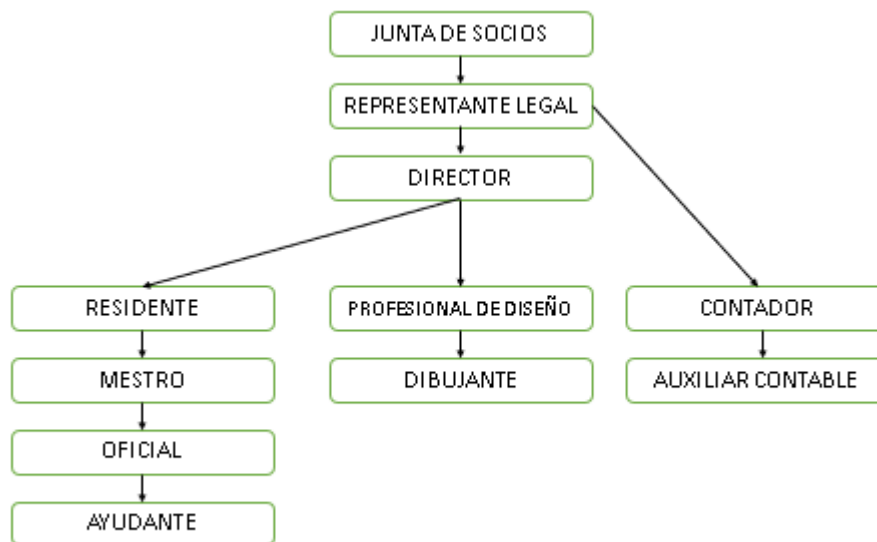 JUNTA DE SOCIOS
REPRESENTANTE LEGAL
DIRECTOR
RESIDENTE
PROFESIONAL DE DISEÑO
CONTADOR
MESTRO
DIBUJANTE
AUXILIAR CONTABLE
OFICIAL
AYUDANTE